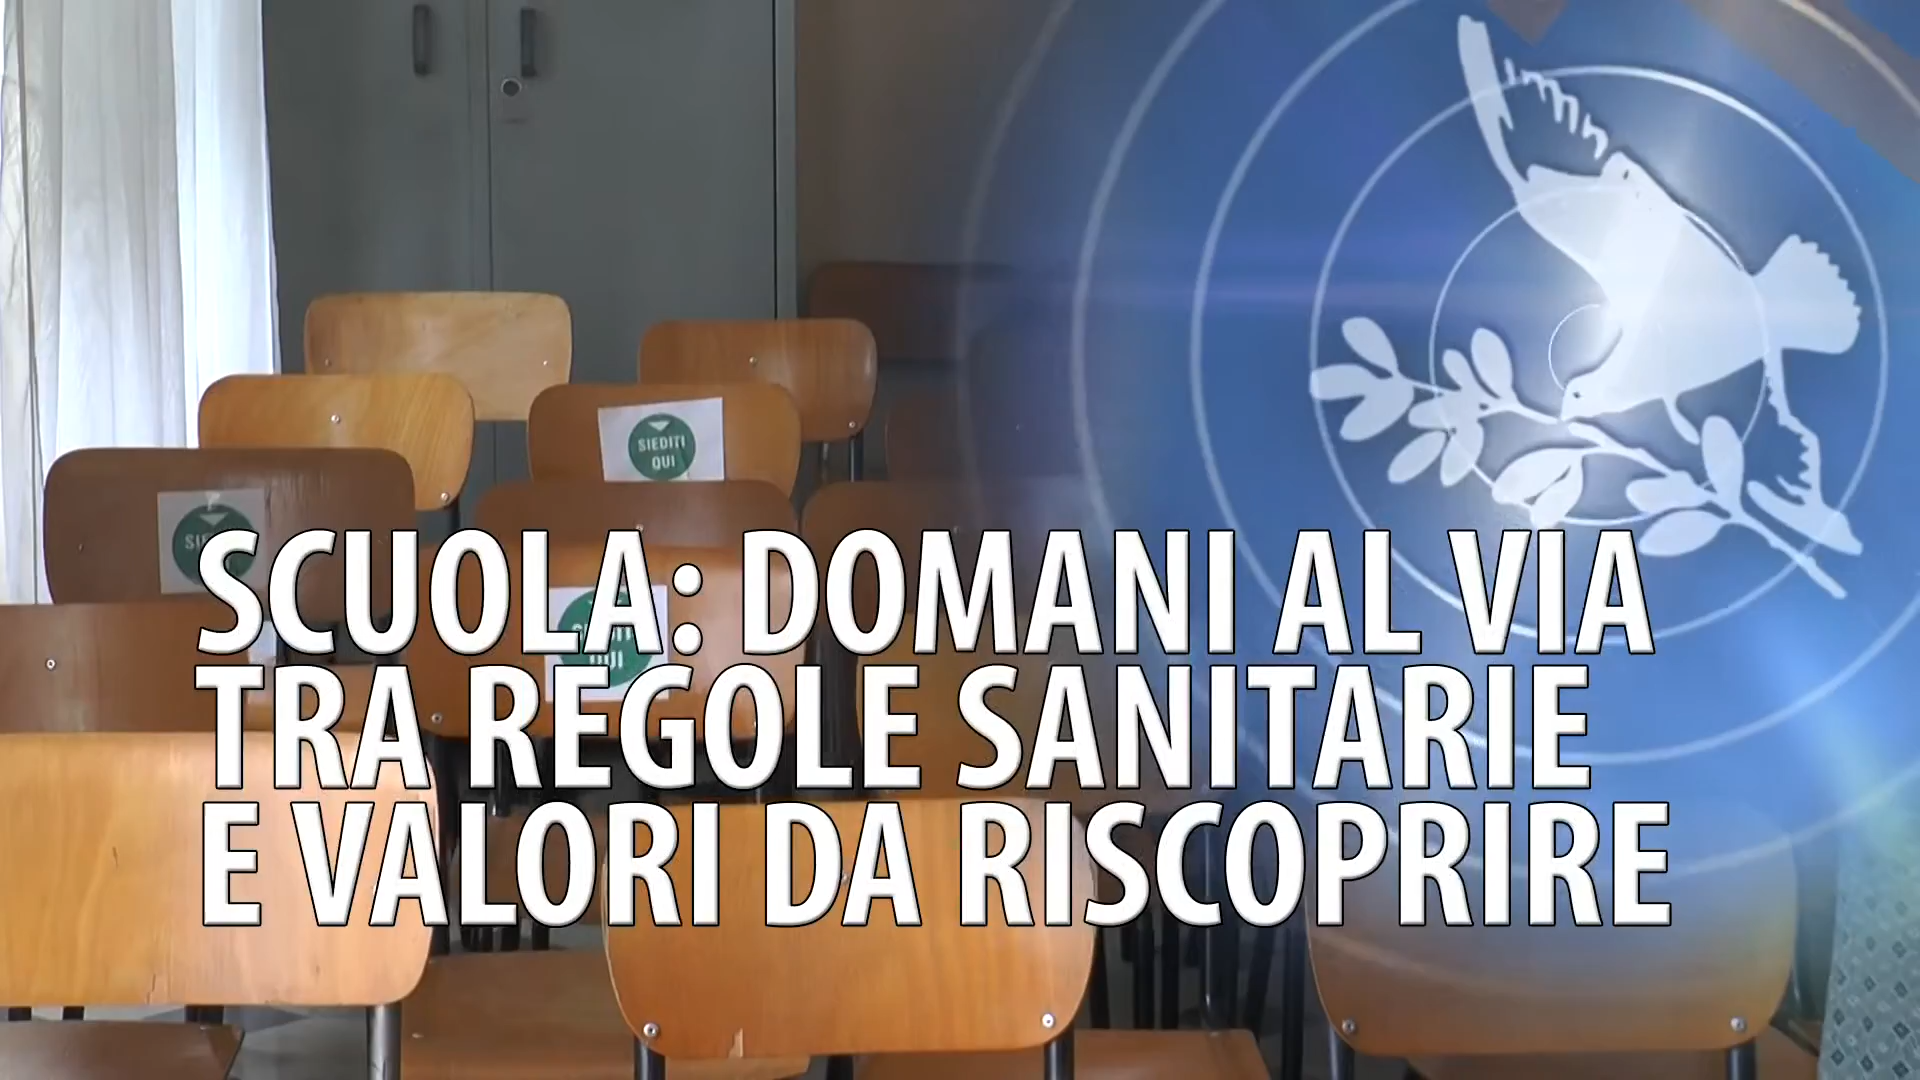 SIEDITI
QUI
SCUOLA: DOMANI AL VIA
TRA REGOLE SANITARIE
E VALORI DA RISCOPRIRE